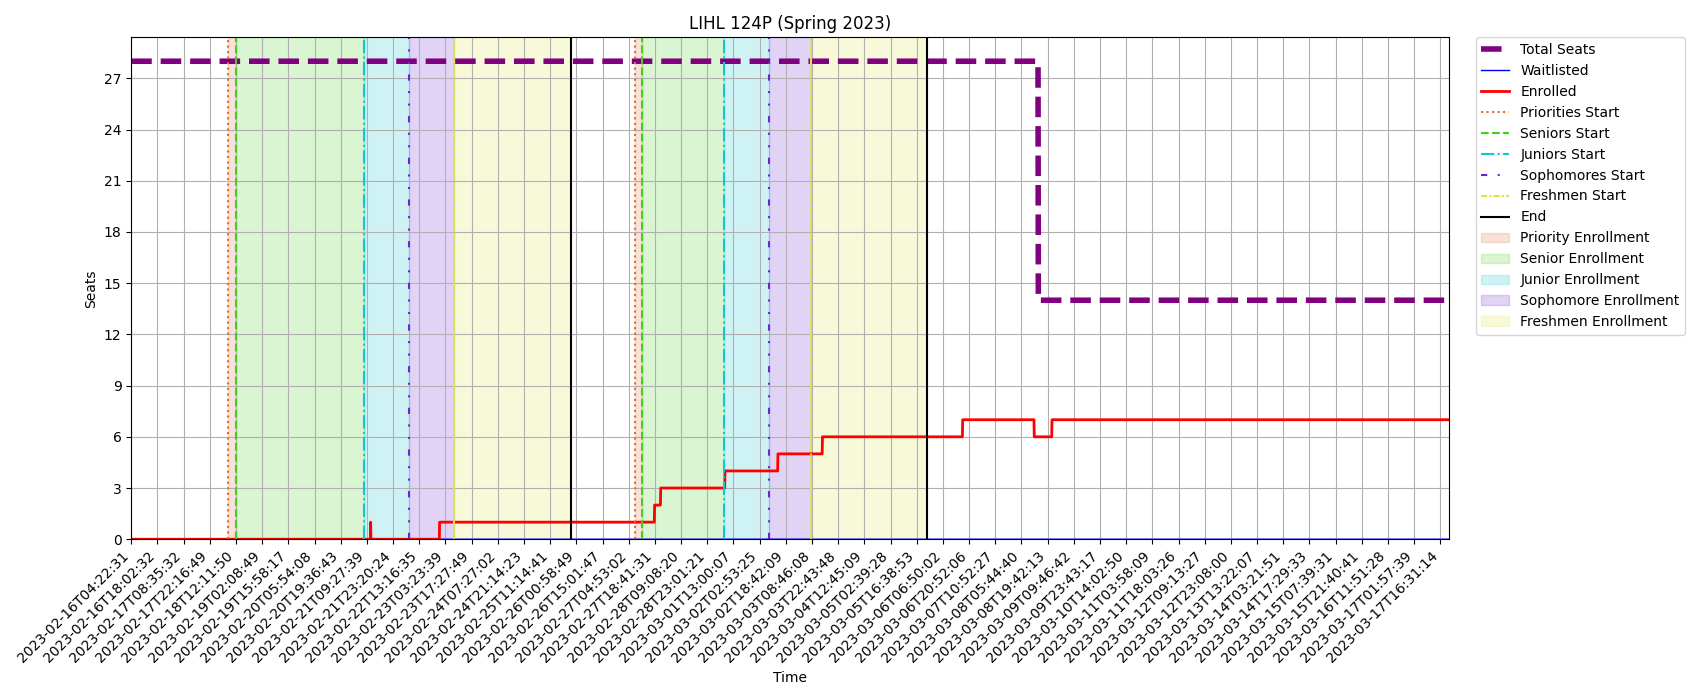 LIHL 124P (Spring 2023)
Seats
27
24
21
18
15
12
9
6
3
0
Total Seats
Waitlisted
Enrolled
Priorities Start
Seniors Start
Juniors Start
Sophomores Start
Freshmen Start
End
Priority Enrollment
Senior Enrollment
Junior Enrollment
Sophomore Enrollment
Freshmen Enrollment
2023-02-16T04:22:31
2023-02-16T18:02:32
2023-02-17T08:35:32
2023-02-17T22:16:49
2023-02-18T12:11:50
2023-02-19T02:08:49
2023-02-19T15:58:17
2023-02-20T05:54:08
2023-02-20T19:36:43
2023-02-21T09:27:39
2023-02-21T23:20:24
2023-02-22T13:16:35
2023-02-23T03:23:39
2023-02-23T17:27:49
2023-02-24T07:27:02
2023-02-24T21:14:23
2023-02-25T11:14:41
2023-02-26T00:58:49
2023-02-26T15:01:47
2023-02-27T04:53:02
2023-02-27T18:41:31
2023-02-28T09:08:20
2023-02-28T23:01:21
2023-03-01T13:00:07
2023-03-02T02:53:25
2023-03-02T18:42:09
2023-03-03T08:46:08
2023-03-03T22:43:48
2023-03-04T12:45:09
2023-03-05T02:39:28
2023-03-05T16:38:53
2023-03-06T06:50:02
2023-03-06T20:52:06
2023-03-07T10:52:27
2023-03-08T05:44:40
2023-03-08T19:42:13
2023-03-09T09:46:42
2023-03-09T23:43:17
2023-03-10T14:02:50
2023-03-11T03:58:09
2023-03-11T18:03:26
2023-03-12T09:13:27
2023-03-12T23:08:00
2023-03-13T13:22:07
2023-03-14T03:21:51
2023-03-14T17:29:33
2023-03-15T07:39:31
2023-03-15T21:40:41
2023-03-16T11:51:28
2023-03-17T01:57:39
2023-03-17T16:31:14
Time